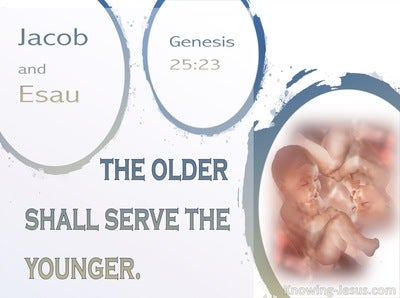 Jacob
and
Esau
Genesis
25:23
THE OLDER
SHALL SERVE THE
YOUNGER.
Knowing-Jesus.com